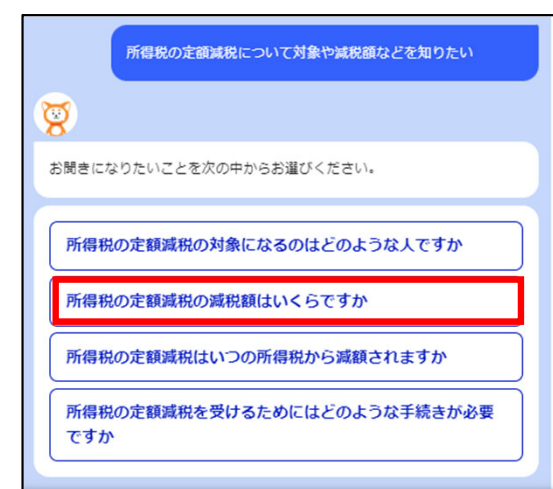 所得税の定額減税について対象や減税額などを知りたい
お聞きになりたいことを次の中からお選びください。
所得税の定額減税の対象になるのはどのような人ですか
所得税の定額減税の減税額はいくらですか
所得税の定額減税はいつの所得税から減額されますか
所得税の定額減税を受けるためにはどのような手続きが必要
ですか